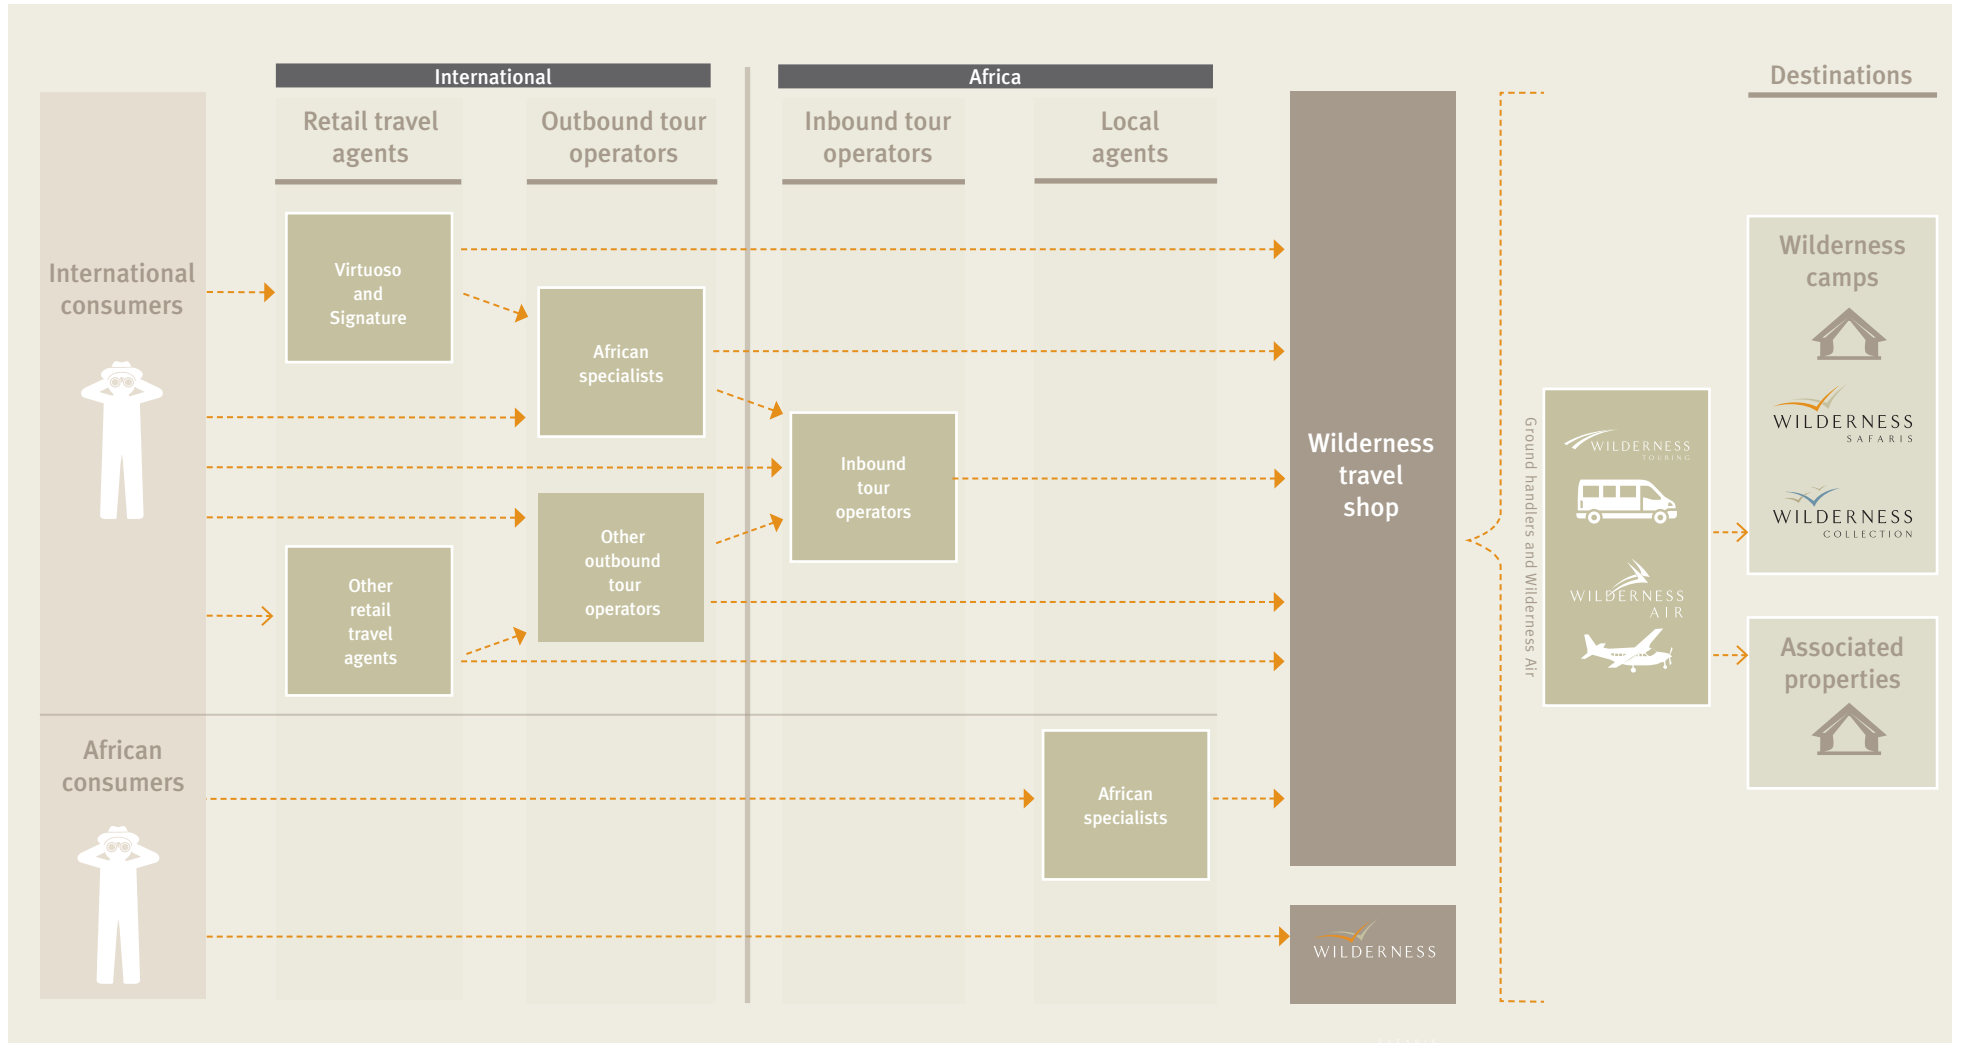 International
Africa
Destinations
Retail travel
agents
Outbound tour
operators
Inbound tour
operators
Local
agents
International
consumers
Virtuoso
and
Signature
African
specialists
Inbound
tour
operators
Other
outbound
tour
operators
Other
retail
travel
agents
African
consumers
African
specialists
Wilderness
travel
shop
WILDERNESS
Ground handlers and Wilderness Air
WILDERNESS
TOURING
WILDERNESS
AIR
Wilderness
camps
WILDERNESS
SAFARIS
WILDERNESS
COLLECTION
Associated
properties